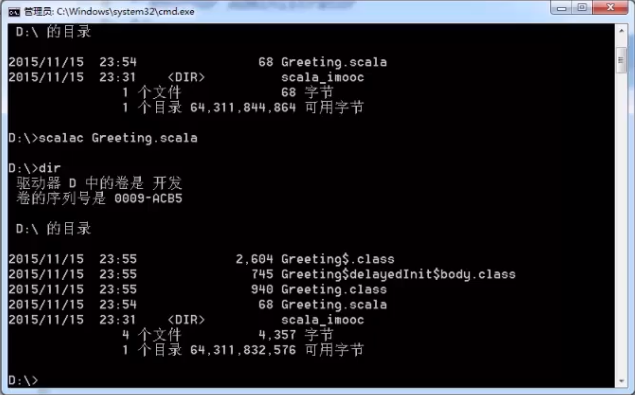 管理员: C:\Windows\system32\cmd.exe
D:\ 的目录
2015/11/15 23:54 68 Greeting.scala
2015/11/15 23:31 <DIR> scala_imooc
1 个文件 68 字节
1 个目录 64,311,844,864 可用字节
D:\>scalac Greeting.scala
D:\>dir
驱动器 D 中的卷是 开发
卷的序列号是 0009-ACB5
D:\ 的目录
2015/11/15 23:55 2,604 Greeting$.class
2015/11/15 23:55 745 Greeting$delayedInit$body.class
2015/11/15 23:55 940 Greeting.class
2015/11/15 23:54 68 Greeting.scala
2015/11/15 23:31 <DIR> scala_imooc
4 个文件 4,357 字节
1 个目录 64,311,832,576 可用字节
D:\>